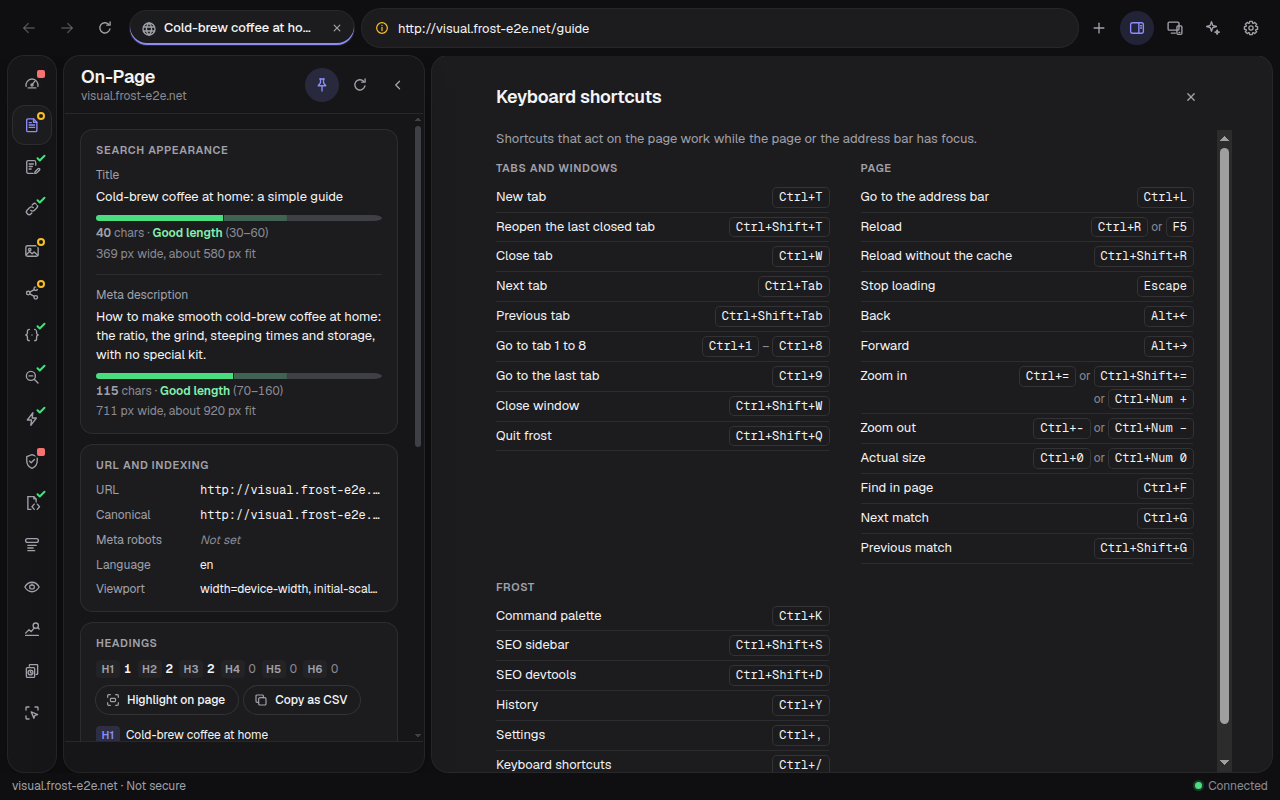 Cold-brew coffee at ho...
http://visual.frost-e2e.net/guide
On-Page
visual.frost-e2e.net
SEARCH APPEARANCE
Title
Cold-brew coffee at home: a simple guide
40 chars · Good length (30–60)
369 px wide, about 580 px fit
Meta description
How to make smooth cold-brew coffee at home:
the ratio, the grind, steeping times and storage,
with no special kit.
115 chars · Good length (70–160)
711 px wide, about 920 px fit
URL AND INDEXING
URL http://visual.frost-e2e.…
Canonical http://visual.frost-e2e.…
Meta robots Not set
Language en
Viewport width=device-width, initial-scal…
HEADINGS
H1 1 H2 2 H3 2 H4 0 H5 0 H6 0
Highlight on page Copy as CSV
H1 Cold-brew coffee at home
Keyboard shortcuts
Shortcuts that act on the page work while the page or the address bar has focus.
TABS AND WINDOWS
New tab Ctrl+T
Reopen the last closed tab Ctrl+Shift+T
Close tab Ctrl+W
Next tab Ctrl+Tab
Previous tab Ctrl+Shift+Tab
Go to tab 1 to 8 Ctrl+1 – Ctrl+8
Go to the last tab Ctrl+9
Close window Ctrl+Shift+W
Quit frost Ctrl+Shift+Q
PAGE
Go to the address bar Ctrl+L
Reload Ctrl+R or F5
Reload without the cache Ctrl+Shift+R
Stop loading Escape
Back Alt+←
Forward Alt+→
Zoom in Ctrl+= or Ctrl+Shift+=
or Ctrl+Num +
Zoom out Ctrl+- or Ctrl+Num −
Actual size Ctrl+0 or Ctrl+Num 0
Find in page Ctrl+F
Next match Ctrl+G
Previous match Ctrl+Shift+G
FROST
Command palette Ctrl+K
SEO sidebar Ctrl+Shift+S
SEO devtools Ctrl+Shift+D
History Ctrl+Y
Settings Ctrl+,
Keyboard shortcuts Ctrl+/
visual.frost-e2e.net · Not secure
Connected